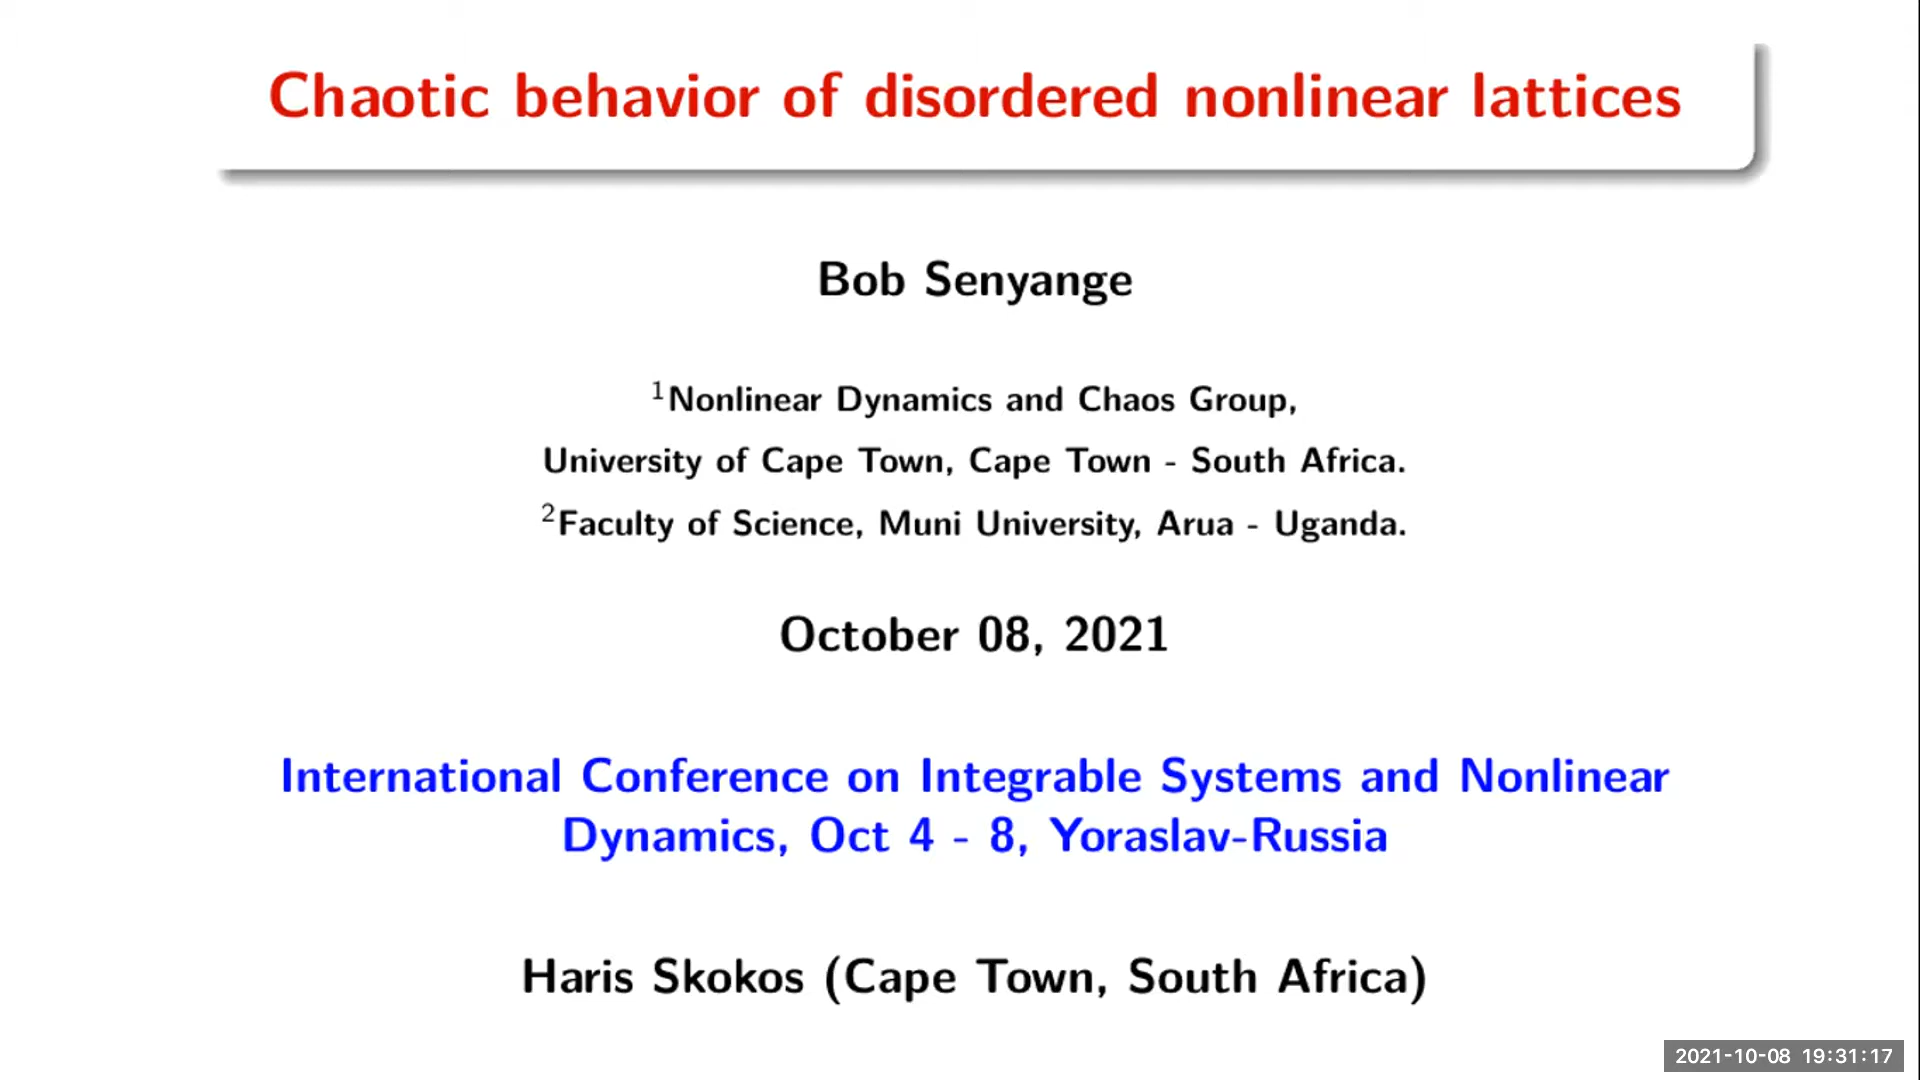 Chaotic behavior of disordered nonlinear lattices
Bob Senyange
¹Nonlinear Dynamics and Chaos Group,
University of Cape Town, Cape Town - South Africa.
²Faculty of Science, Muni University, Arua - Uganda.
October 08, 2021
International Conference on Integrable Systems and Nonlinear
Dynamics, Oct 4 - 8, Yoraslav-Russia
Haris Skokos (Cape Town, South Africa)
2021-10-08 19:31:17